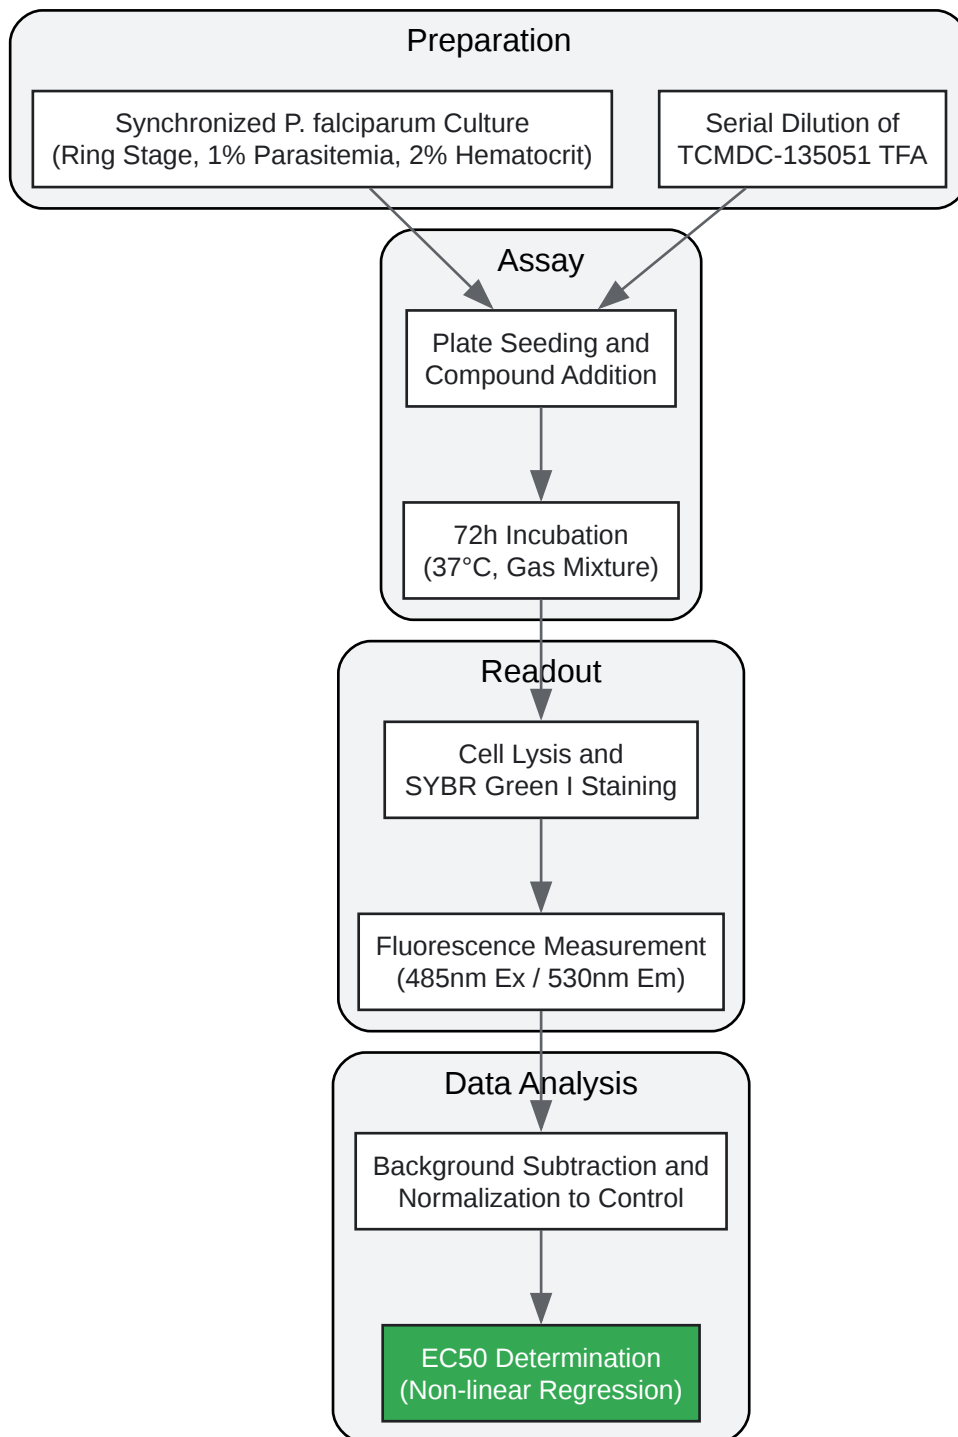 Preparation
Synchronized P. falciparum Culture
(Ring Stage, 1% Parasitemia, 2% Hematocrit)
Serial Dilution of
TCMDC-135051 TFA
Assay
Plate Seeding and
Compound Addition
72h Incubation
(37°C, Gas Mixture)
Readout
Cell Lysis and
SYBR Green I Staining
Fluorescence Measurement
(485nm Ex / 530nm Em)
Data Analysis
Background Subtraction and
Normalization to Control
EC50 Determination
(Non-linear Regression)